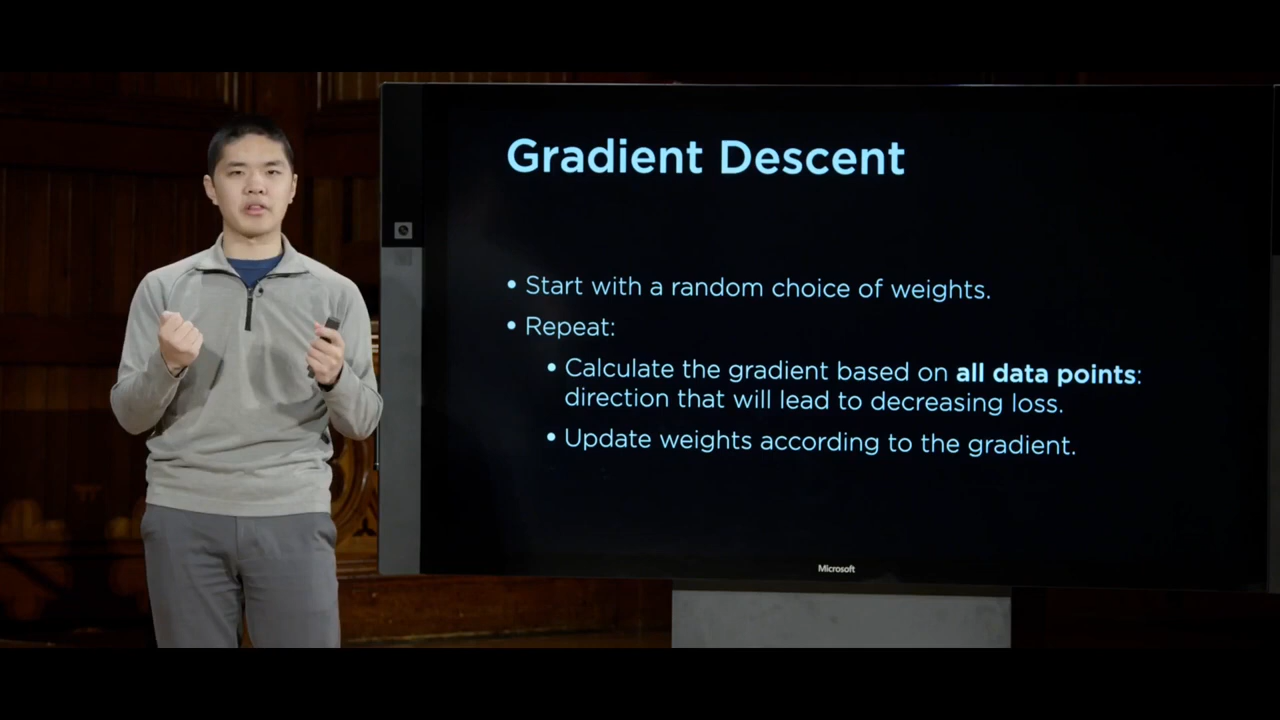 Gradient Descent
• Start with a random choice of weights.
• Repeat:
• Calculate the gradient based on all data points:
direction that will lead to decreasing loss.
• Update weights according to the gradient.
Microsoft